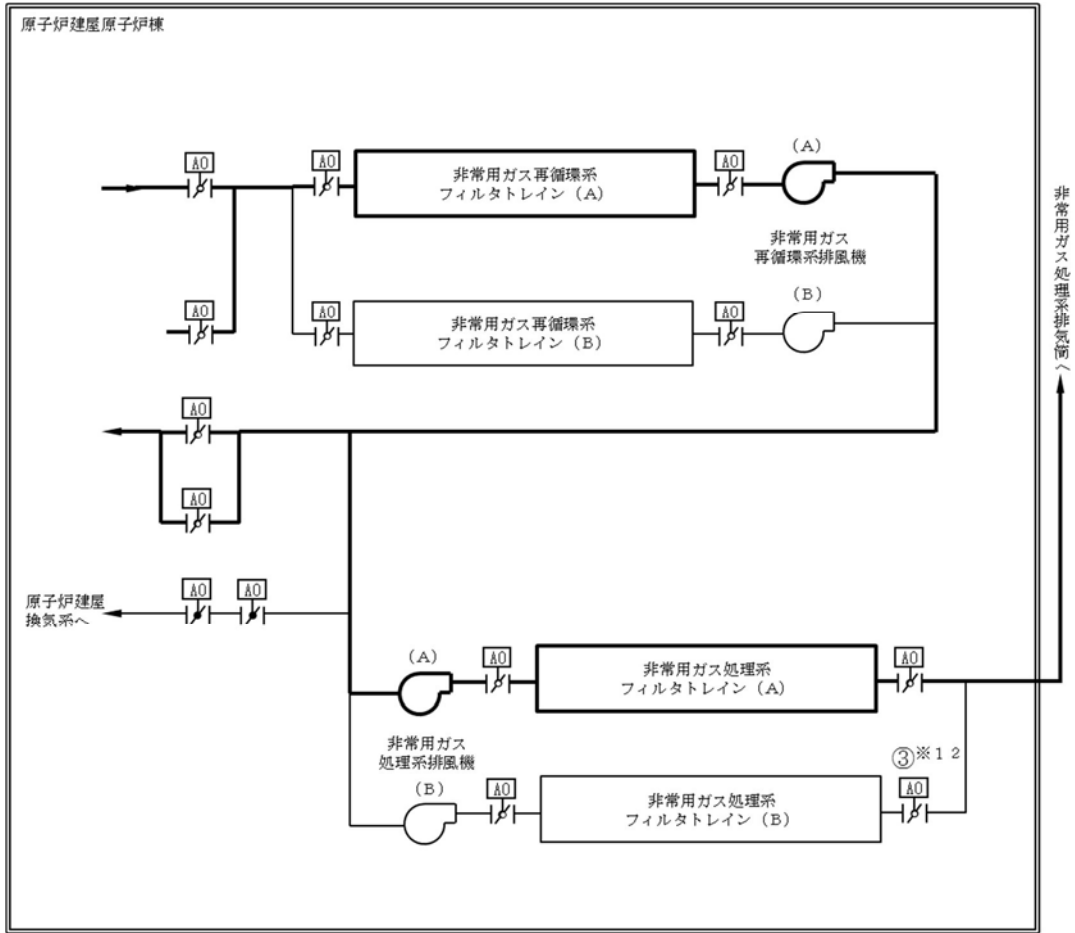 原子炉建屋原子炉棟
AO
AO
非常用ガス再循環系
フィルタトレイン（A）
AO
（A）
非常用ガス
再循環系排風機
AO
AO
非常用ガス再循環系
フィルタトレイン（B）
AO
（B）
非常用ガス処理系排気筒へ
AO
AO
原子炉建屋
換気系へ
AO
AO
（A）
AO
非常用ガス処理系
フィルタトレイン（A）
AO
非常用ガス
処理系排風機
（B）
AO
非常用ガス処理系
フィルタトレイン（B）
③※12
AO